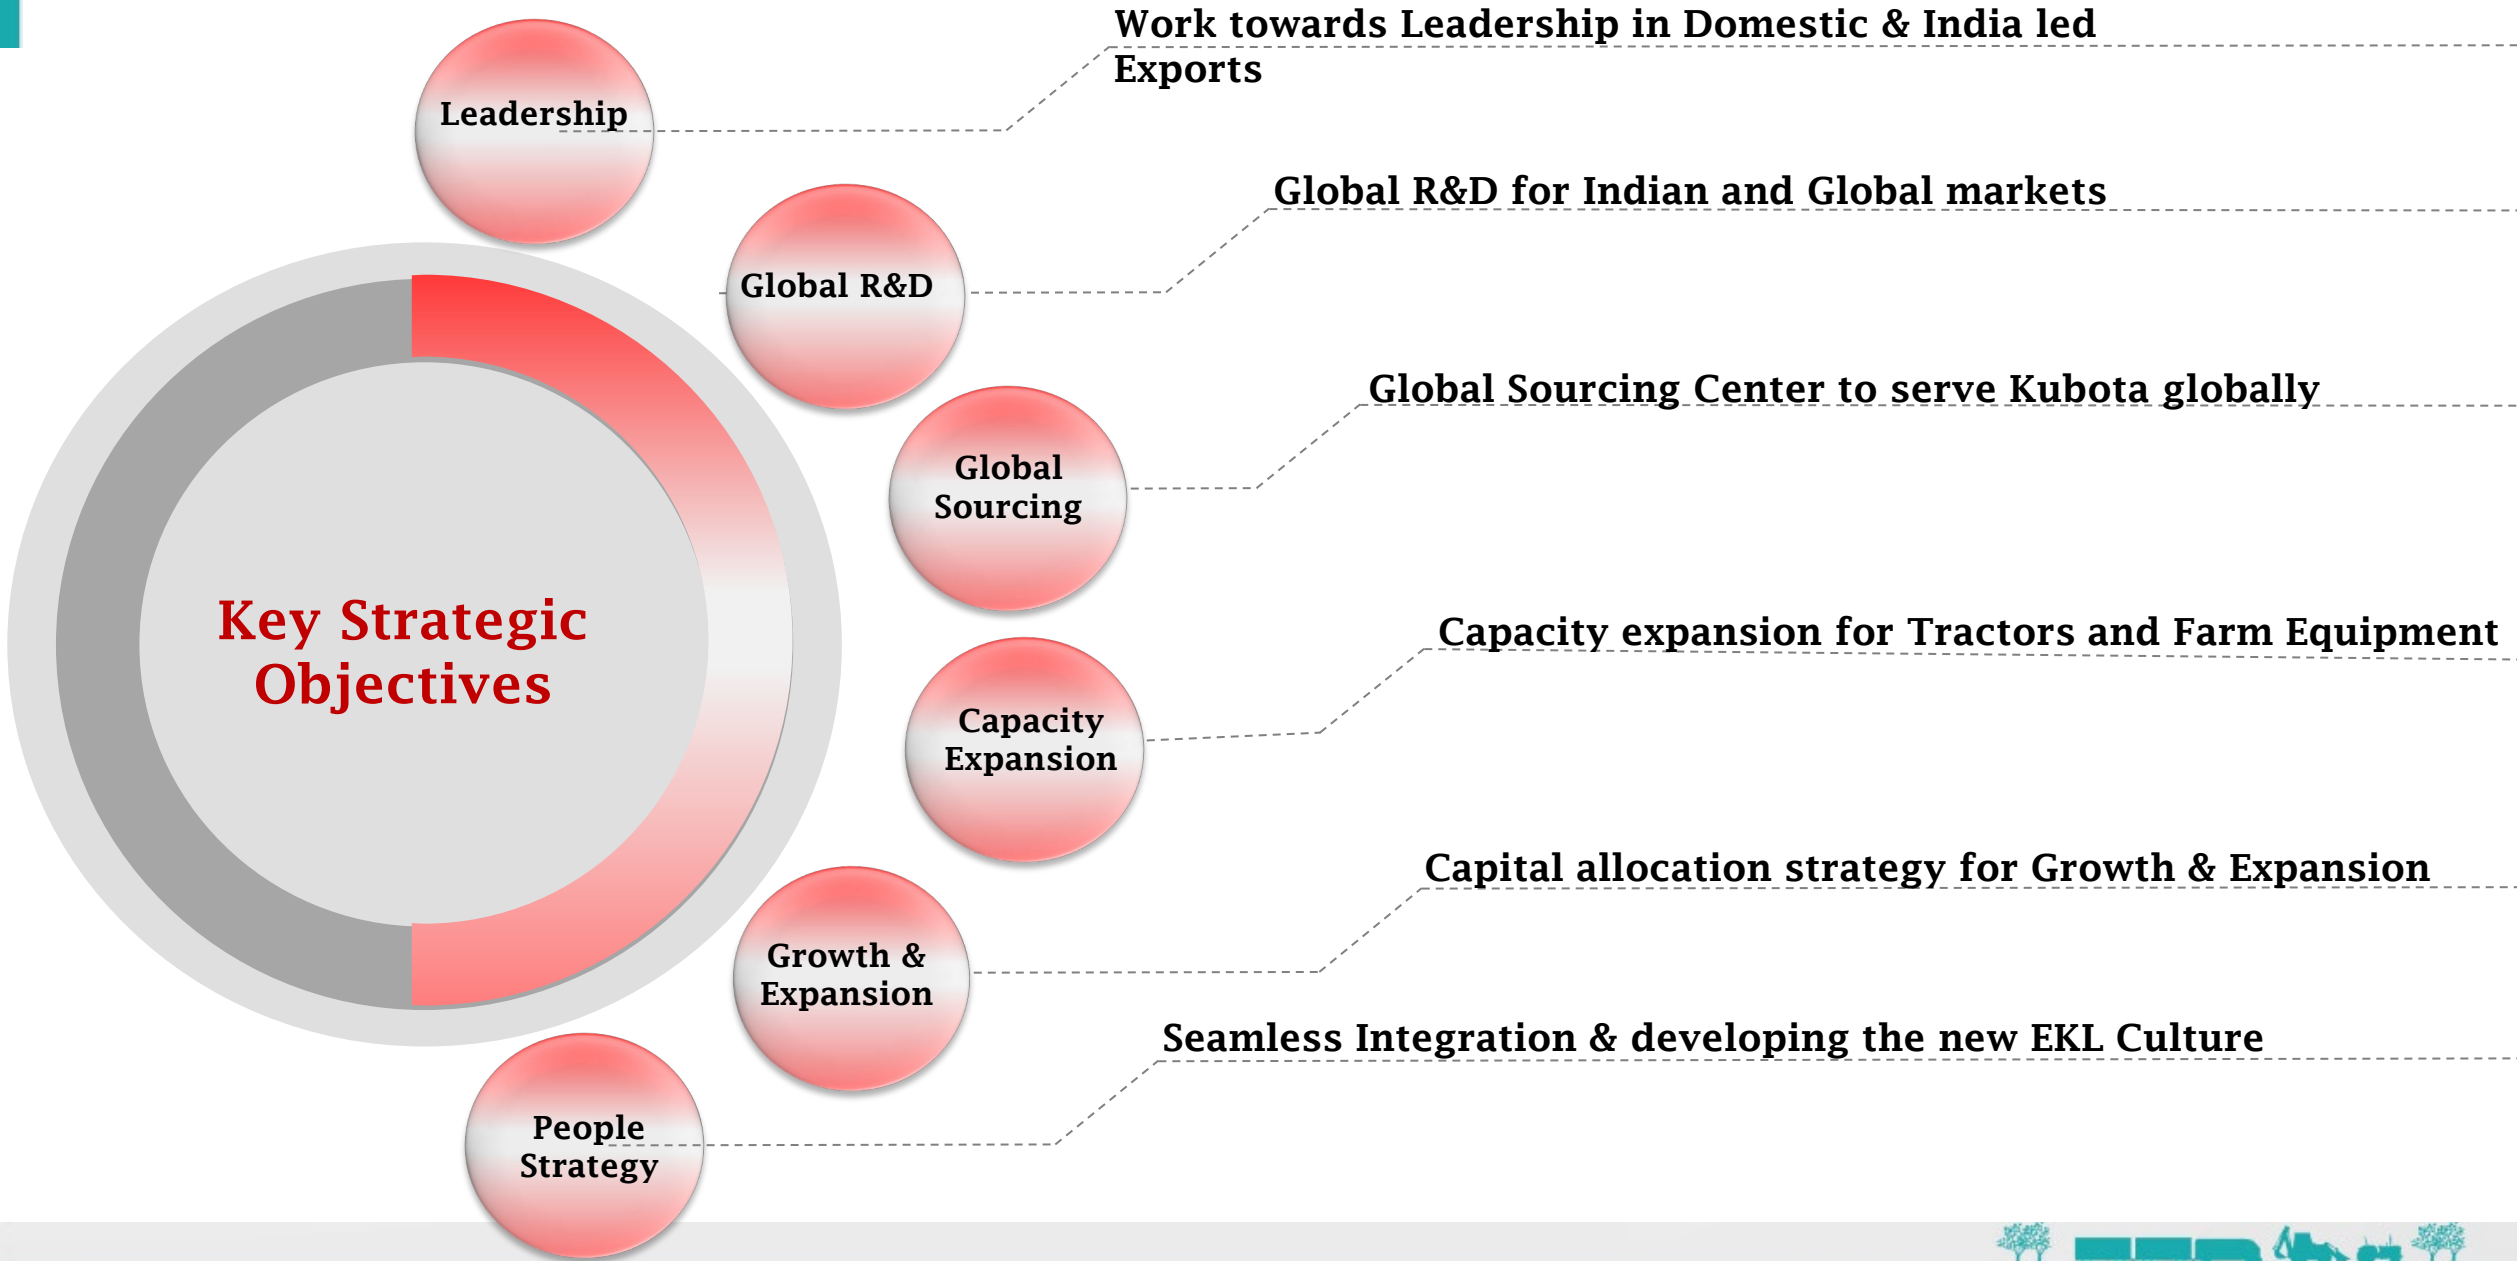 Work towards Leadership in Domestic & India led
Exports
Leadership
Global R&D for Indian and Global markets
Global R&D
Global Sourcing Center to serve Kubota globally
Global
Sourcing
Key Strategic
Objectives
Capacity expansion for Tractors and Farm Equipment
Capacity
Expansion
Capital allocation strategy for Growth & Expansion
Growth &
Expansion
Seamless Integration & developing the new EKL Culture
People
Strategy